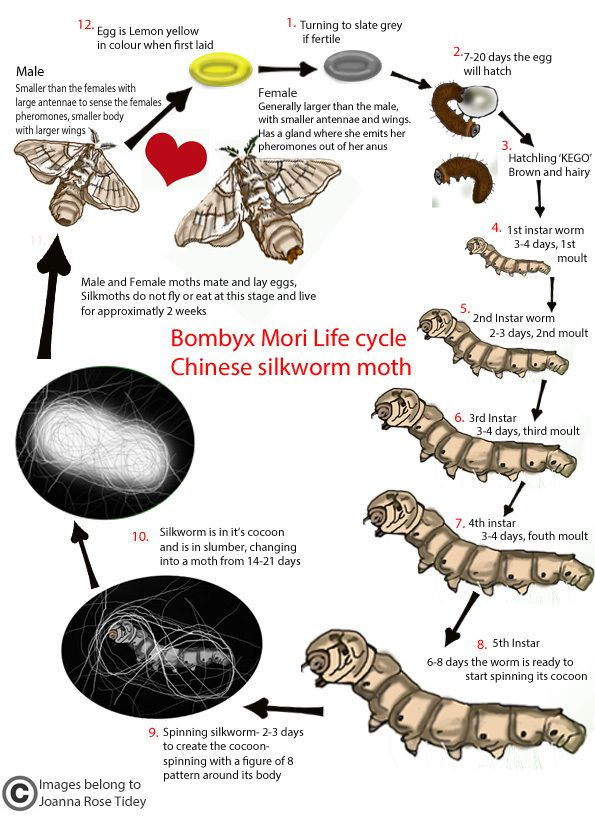 12. Egg is Lemon yellow
in colour when first laid
1. Turning to slate grey
if fertile
2. 7-20 days the egg
will hatch
3. Hatchling ‘KEGO’
Brown and hairy
4. 1st instar worm
3-4 days, 1st
moult
5. 2nd Instar worm
2-3 days, 2nd moult
6. 3rd Instar
3-4 days, third moult
7. 4th instar
3-4 days, fouth moult
8. 5th Instar
6-8 days the worm is ready to
start spinning its cocoon
9. Spinning silkworm- 2-3 days
to create the cocoon-
spinning with a figure of 8
pattern around its body
10. Silkworm is in it’s cocoon
and is in slumber, changing
into a moth from 14-21 days
11.
Male
Smaller than the females with
large antennae to sense the females
pheromones, smaller body
with larger wings
Female
Generally larger than the male,
with smaller antennae and wings.
Has a gland where she emits her
pheromones out of her anus
Male and Female moths mate and lay eggs,
Silkmoths do not fly or eat at this stage and live
for approximatly 2 weeks
Bombyx Mori Life cycle
Chinese silkworm moth
© Images belong to
Joanna Rose Tidey